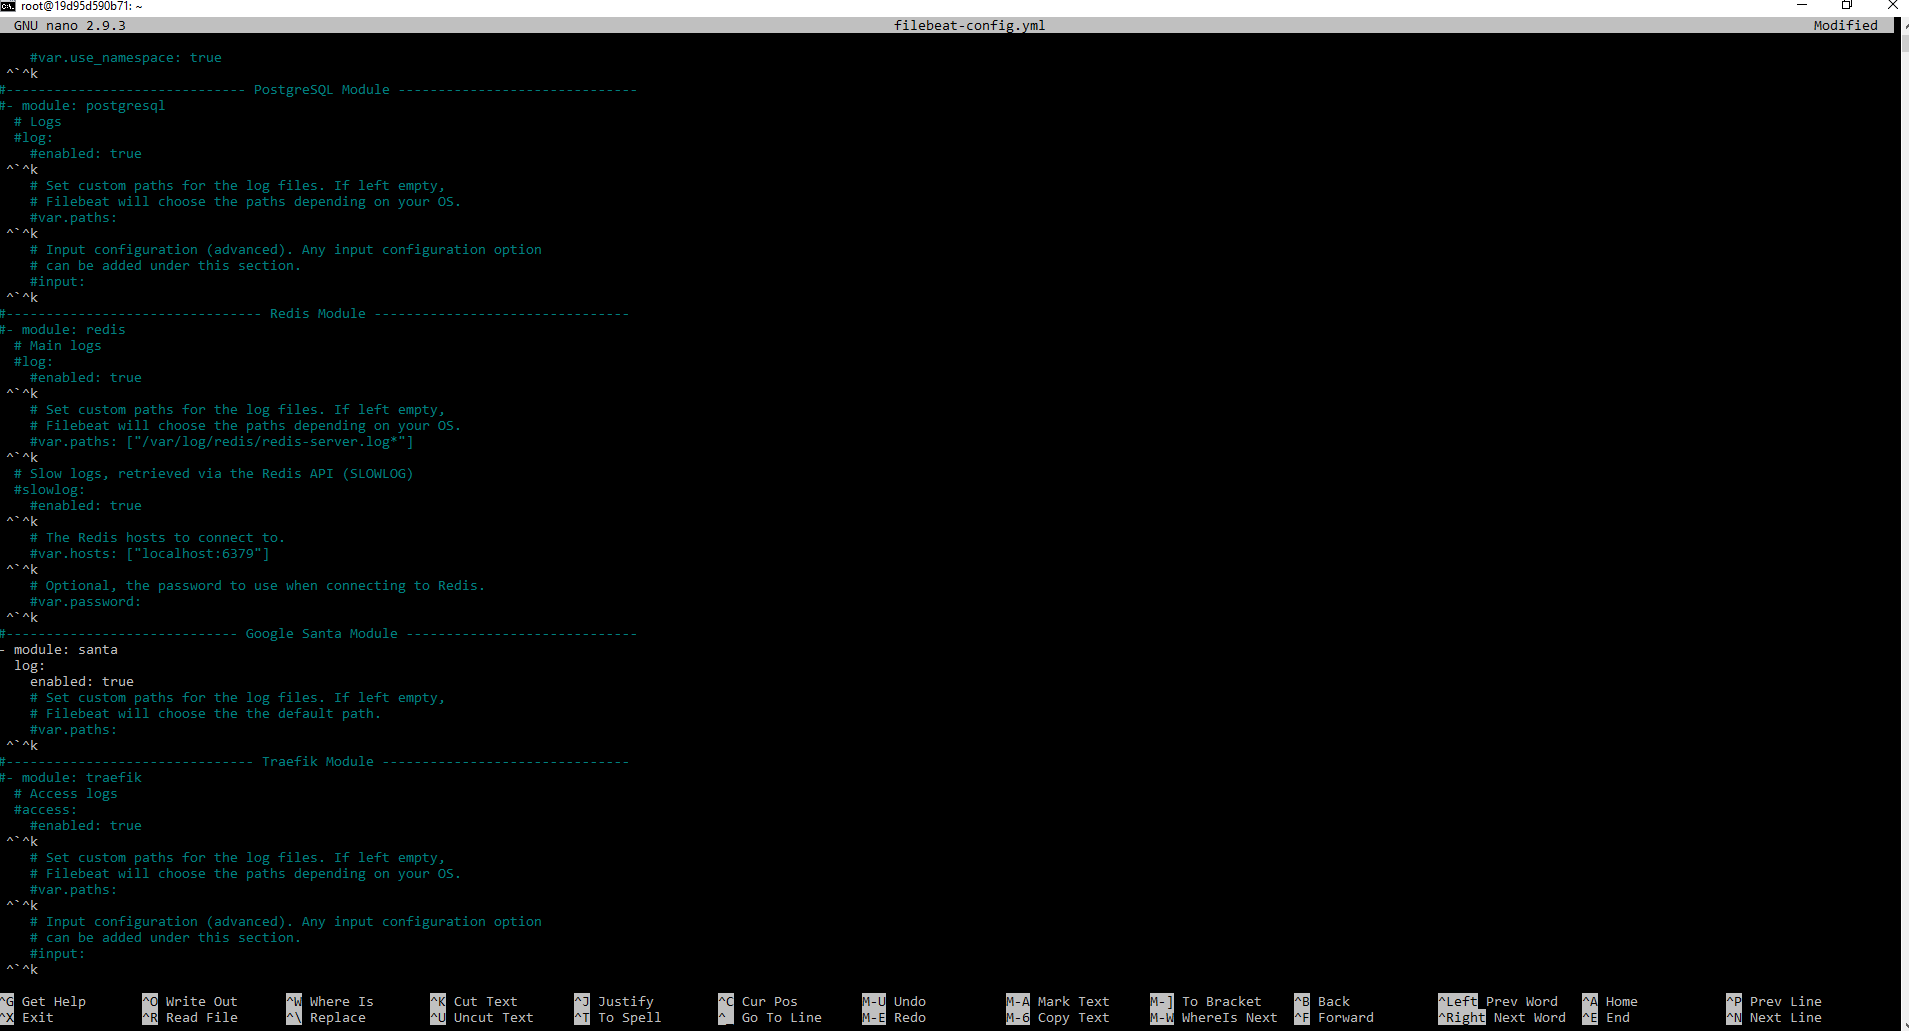 root@19d95d590b71: ~
GNU nano 2.9.3 filebeat-config.yml Modified
#var.use_namespace: true
^`^k
#------------------------------ PostgreSQL Module ------------------------------
#- module: postgresql
# Logs
#log:
#enabled: true
^`^k
# Set custom paths for the log files. If left empty,
# Filebeat will choose the paths depending on your OS.
#var.paths:
^`^k
# Input configuration (advanced). Any input configuration option
# can be added under this section.
#input:
^`^k
#-------------------------------- Redis Module --------------------------------
#- module: redis
# Main logs
#log:
#enabled: true
^`^k
# Set custom paths for the log files. If left empty,
# Filebeat will choose the paths depending on your OS.
#var.paths: ["/var/log/redis/redis-server.log*"]
^`^k
# Slow logs, retrieved via the Redis API (SLOWLOG)
#slowlog:
#enabled: true
^`^k
# The Redis hosts to connect to.
#var.hosts: ["localhost:6379"]
^`^k
# Optional, the password to use when connecting to Redis.
#var.password:
^`^k
#----------------------------- Google Santa Module -----------------------------
- module: santa
log:
enabled: true
# Set custom paths for the log files. If left empty,
# Filebeat will choose the the default path.
#var.paths:
^`^k
#------------------------------- Traefik Module -------------------------------
#- module: traefik
# Access logs
#access:
#enabled: true
^`^k
# Set custom paths for the log files. If left empty,
# Filebeat will choose the paths depending on your OS.
#var.paths:
^`^k
# Input configuration (advanced). Any input configuration option
# can be added under this section.
#input:
^`^k
^G Get Help ^O Write Out ^W Where Is ^K Cut Text ^J Justify ^C Cur Pos M-U Undo M-A Mark Text M-] To Bracket ^B Back ^Left Prev Word ^A Home ^P Prev Line
^X Exit ^R Read File ^\ Replace ^U Uncut Text ^T To Spell ^_ Go To Line M-E Redo M-6 Copy Text M-W WhereIs Next ^F Forward ^Right Next Word ^E End ^N Next Line